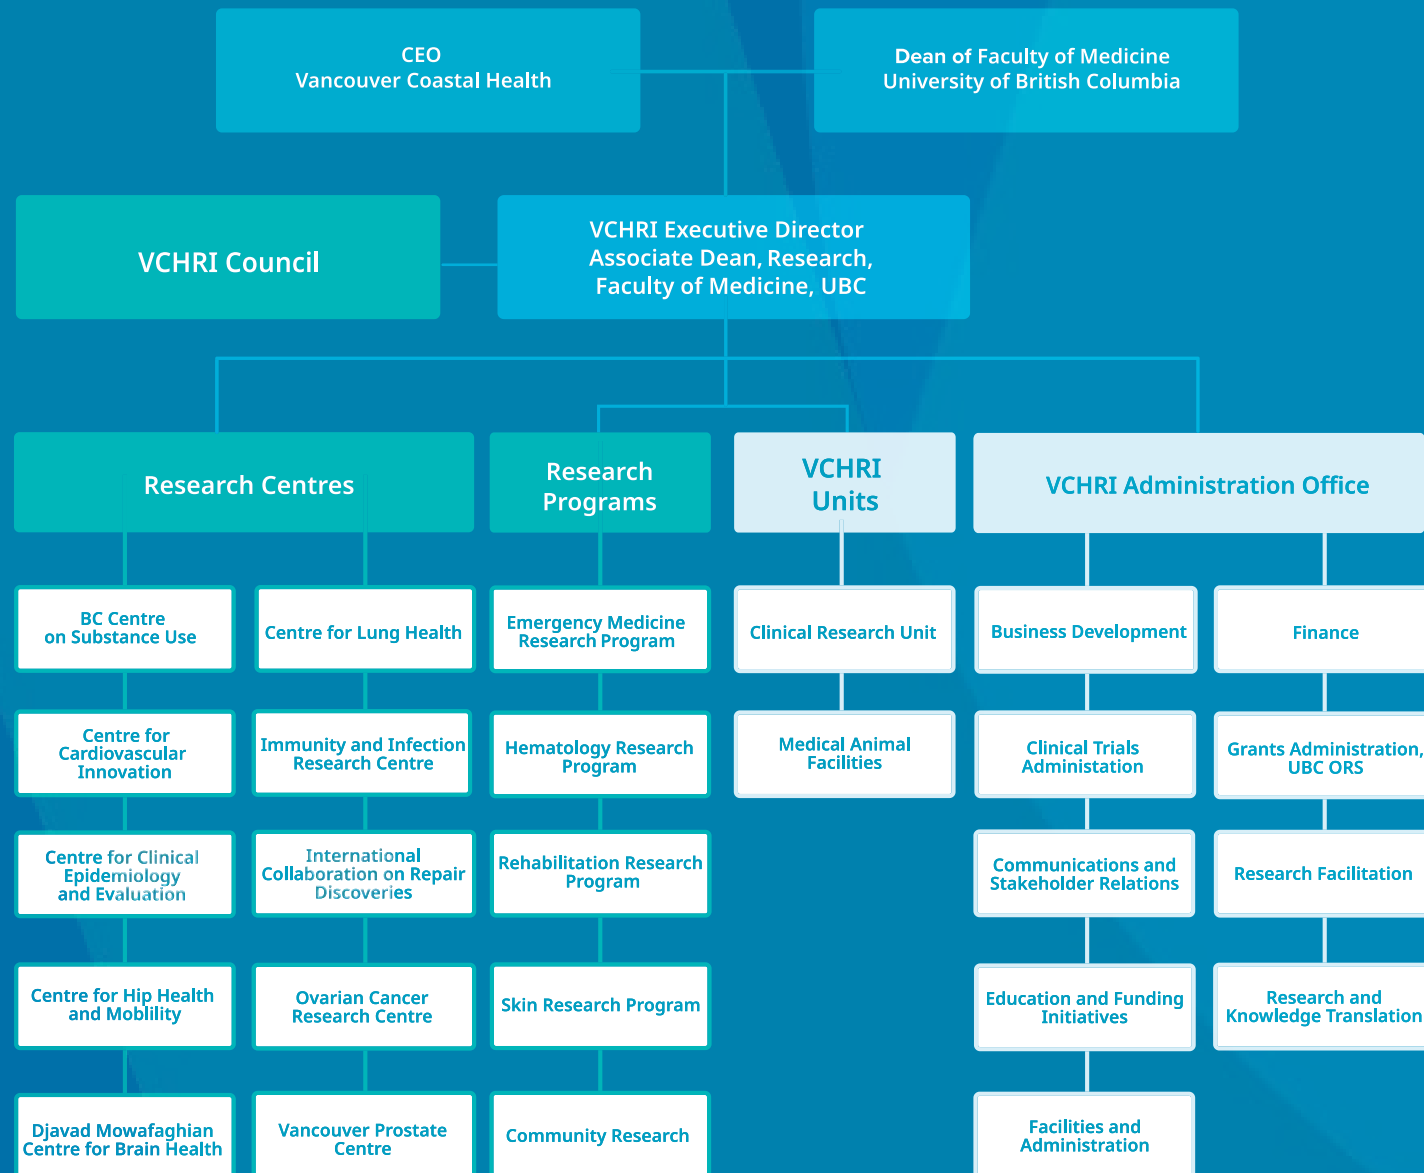 CEO
Vancouver Coastal Health
Dean of Faculty of Medicine
University of British Columbia
VCHRI Council
VCHRI Executive Director
Associate Dean, Research,
Faculty of Medicine, UBC
Research Centres
Research
Programs
VCHRI
Units
VCHRI Administration Office
BC Centre
on Substance Use
Centre for Lung Health
Emergency Medicine
Research Program
Clinical Research Unit
Business Development
Finance
Centre for
Cardiovascular
Innovation
Immunity and Infection
Research Centre
Hematology Research
Program
Medical Animal
Facilities
Clinical Trials
Administation
Grants Administration,
UBC ORS
Centre for Clinical
Epidemiology
and Evaluation
International
Collaboration on Repair
Discoveries
Rehabilitation Research
Program
Communications and
Stakeholder Relations
Research Facilitation
Centre for Hip Health
and Moblility
Ovarian Cancer
Research Centre
Skin Research Program
Education and Funding
Initiatives
Research and
Knowledge Translation
Djavad Mowafaghian
Centre for Brain Health
Vancouver Prostate
Centre
Community Research
Facilities and
Administration